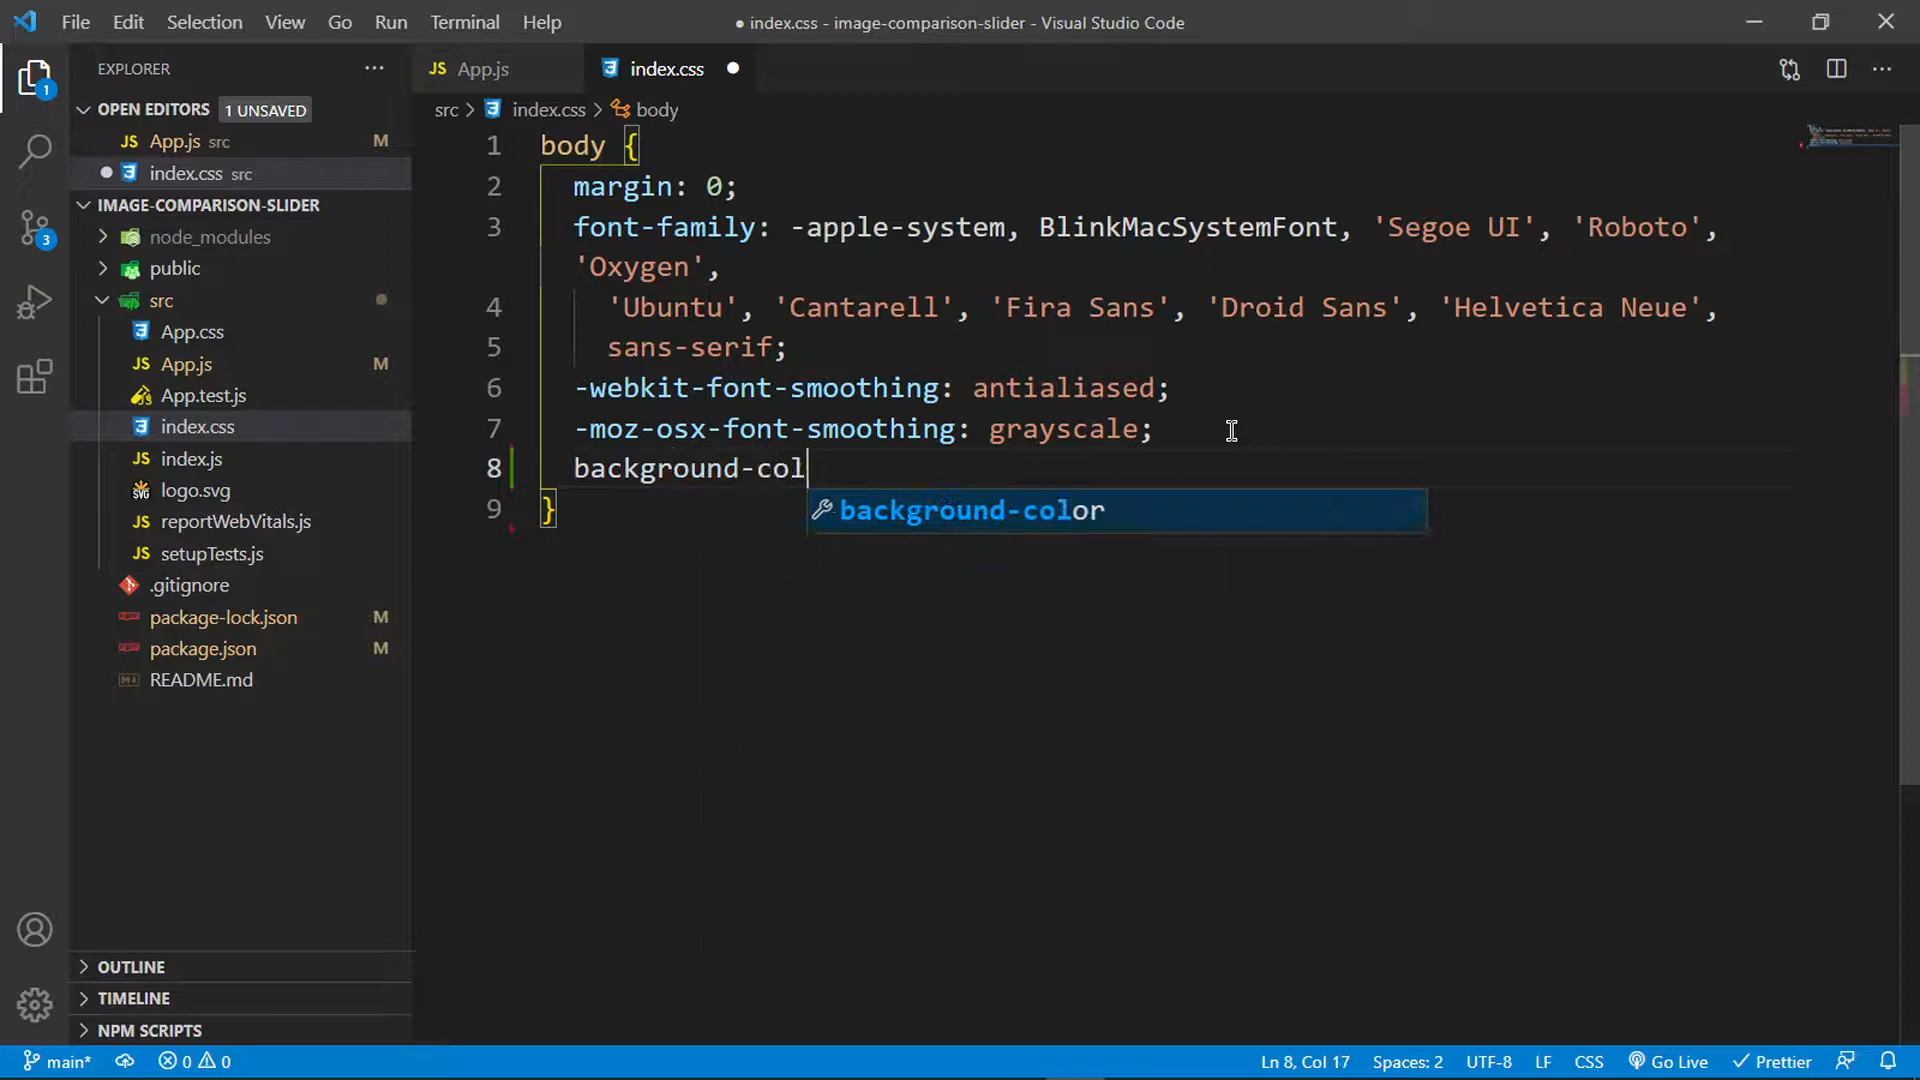 File Edit Selection View Go Run Terminal Help
● index.css - image-comparison-slider - Visual Studio Code
EXPLORER
JS App.js
index.css
OPEN EDITORS 1 UNSAVED
src > index.css > body
JS App.js src M
index.css src
IMAGE-COMPARISON-SLIDER
node_modules
public
src
App.css
JS App.js M
App.test.js
index.css
JS index.js
SVG logo.svg
JS reportWebVitals.js
JS setupTests.js
.gitignore
package-lock.json M
package.json M
README.md
OUTLINE
TIMELINE
NPM SCRIPTS
1
3
1 body {
2 margin: 0;
3 font-family: -apple-system, BlinkMacSystemFont, 'Segoe UI', 'Roboto',
'Oxygen',
4 'Ubuntu', 'Cantarell', 'Fira Sans', 'Droid Sans', 'Helvetica Neue',
5 sans-serif;
6 -webkit-font-smoothing: antialiased;
7 -moz-osx-font-smoothing: grayscale;
8 background-col
background-color
9 }
main* 0 0
Ln 8, Col 17 Spaces: 2 UTF-8 LF CSS Go Live Prettier